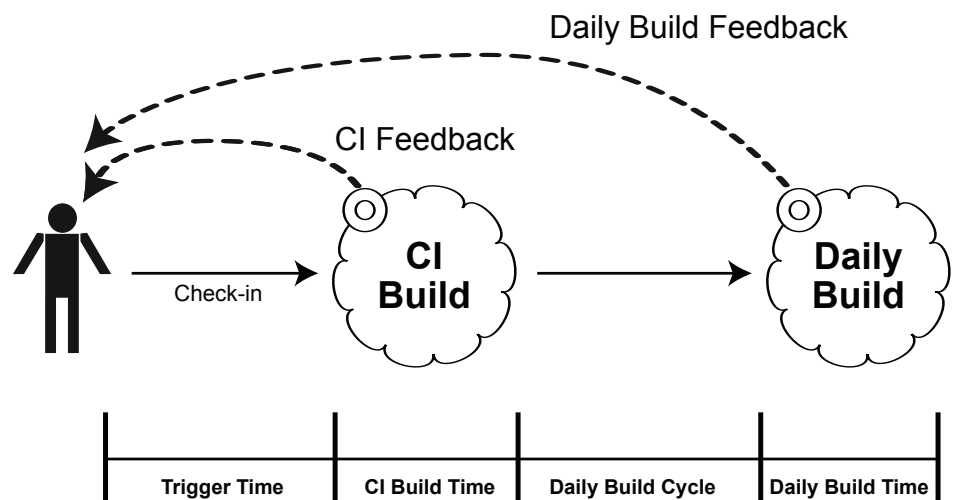 Daily Build Feedback
CI Feedback
CI
Build
Daily
Build
Check-in
Trigger Time
CI Build Time
Daily Build Cycle
Daily Build Time